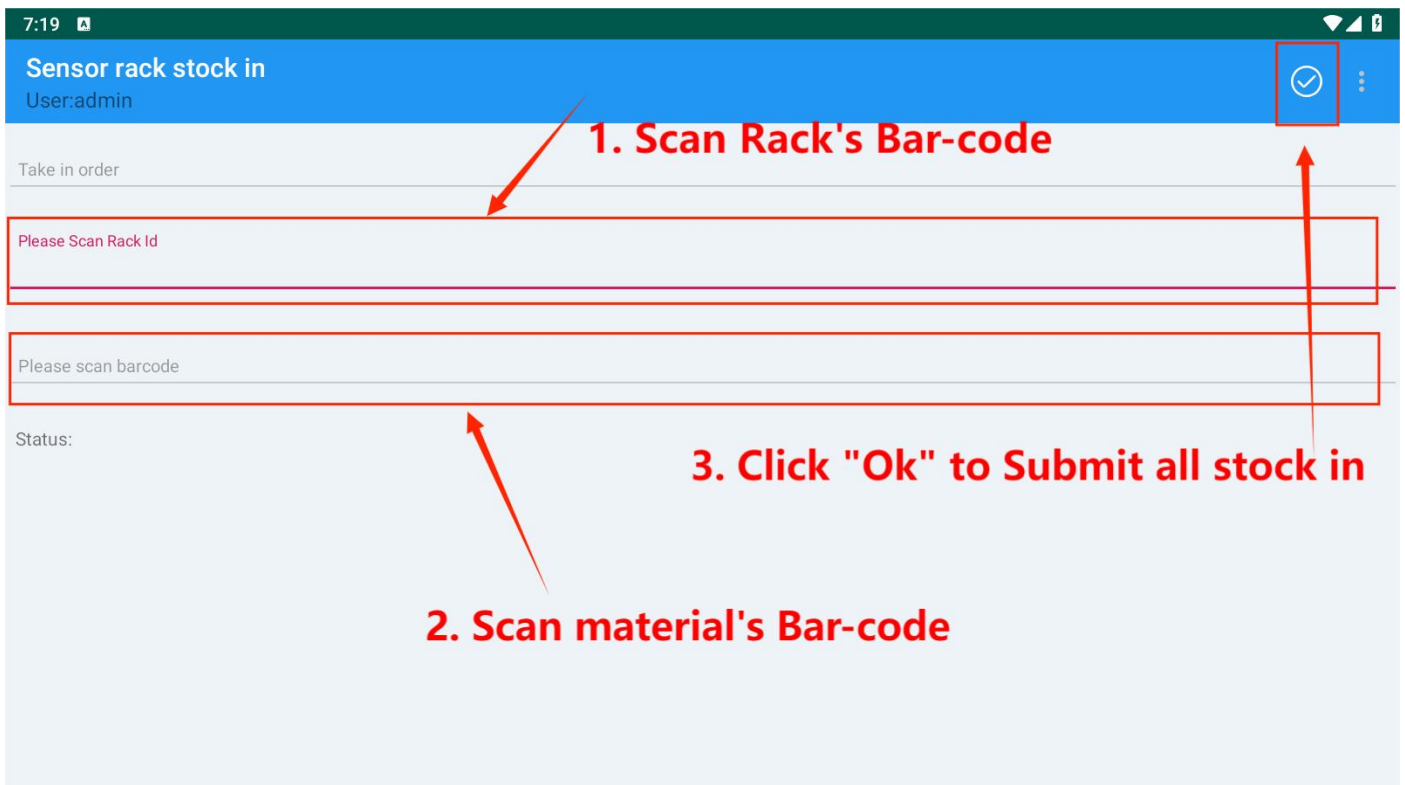 7:19
Sensor rack stock in
User:admin
1. Scan Rack's Bar-code
Take in order
Please Scan Rack Id
Please scan barcode
Status:
3. Click "Ok" to Submit all stock in
2. Scan material's Bar-code